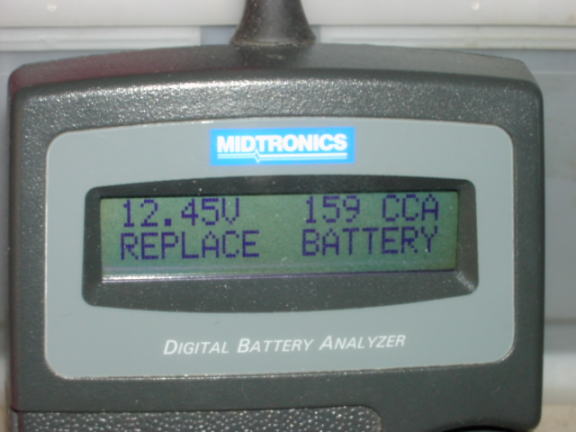 MIDTRONICS
12.45V 159 CCA
REPLACE BATTERY
DIGITAL BATTERY ANALYZER